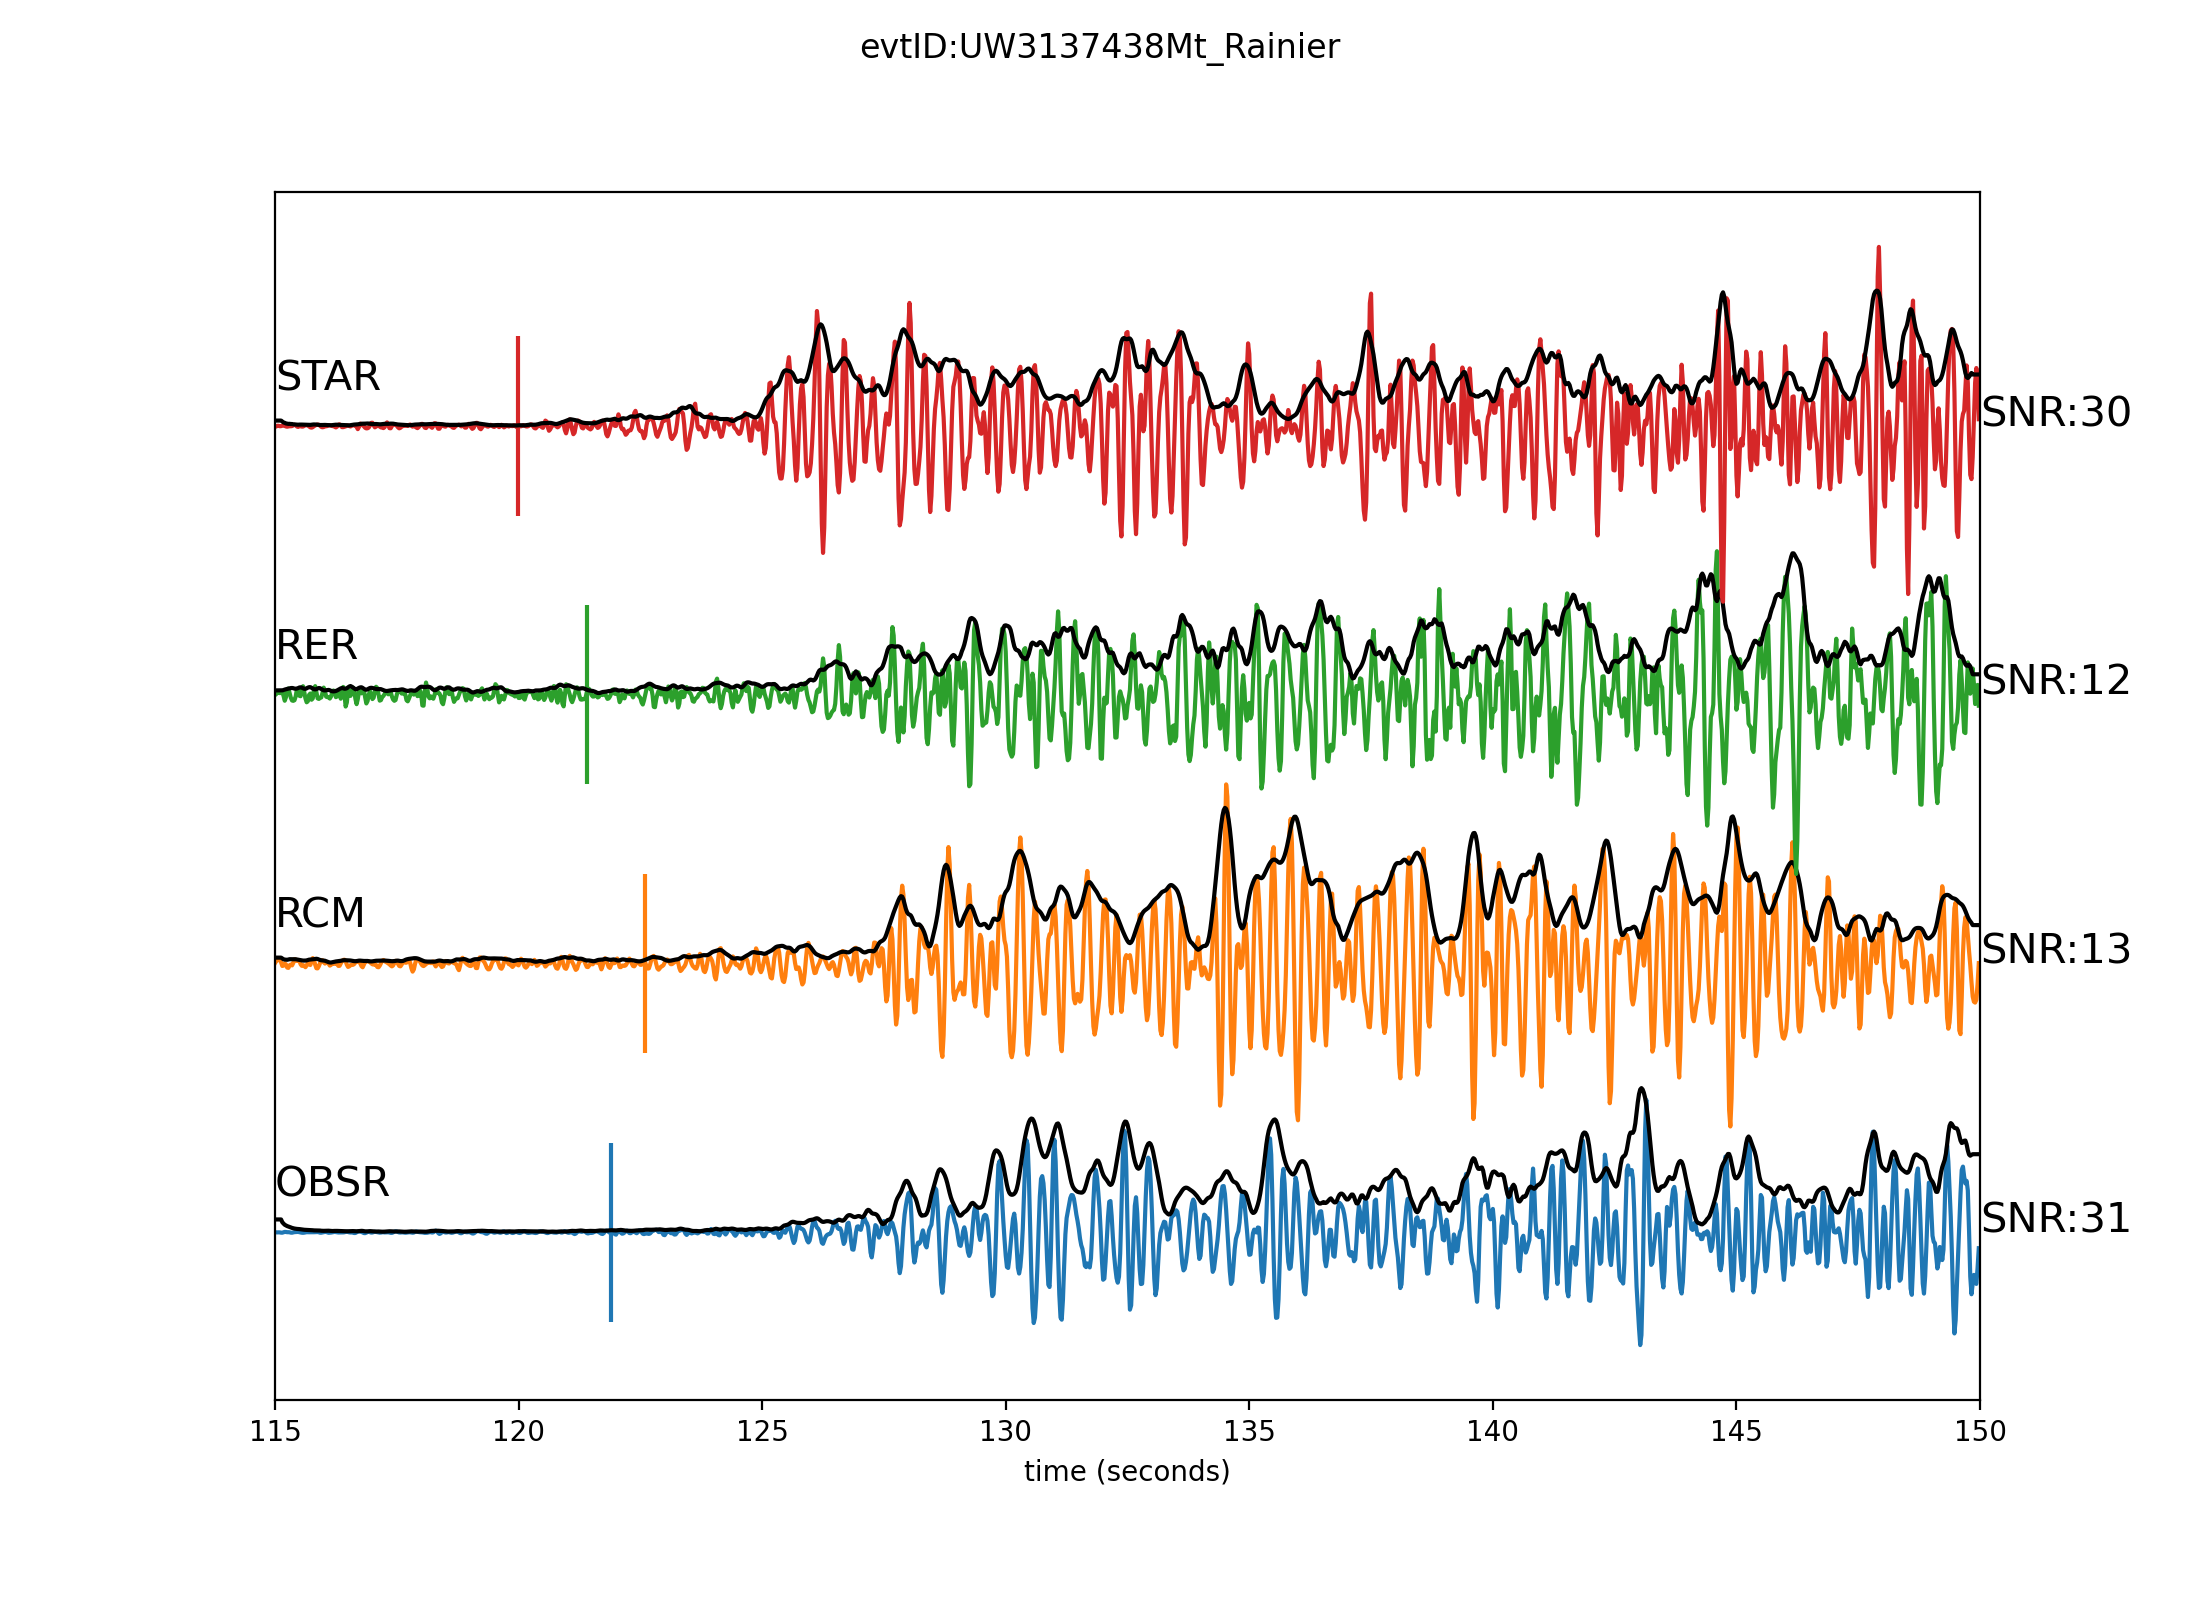 evtID:UW3137438Mt_Rainier
STAR
SNR:30
RER
SNR:12
RCM
SNR:13
OBSR
SNR:31
115 120 125 130 135 140 145 150
time (seconds)